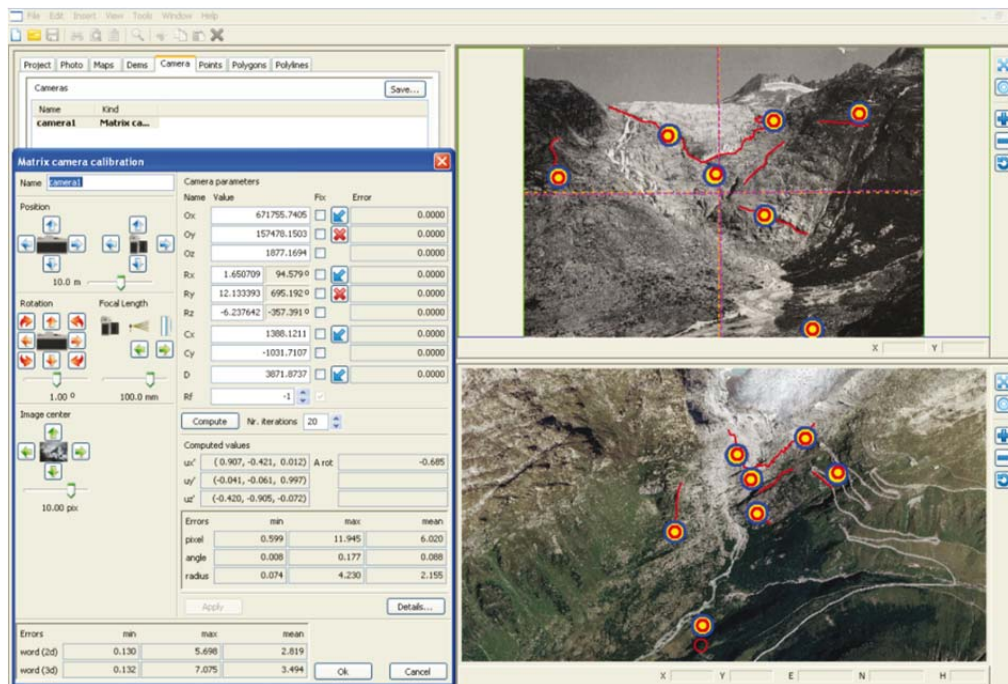 File Edit Insert View Tools Window Help
Project Photo Maps Dems Camera Points Polygons Polylines
Cameras
Save...
Name Kind
camera1 Matrix ca...
Matrix camera calibration
Name camera1
Position
10.0 m
Rotation Focal Length
1.00 º 100.0 mm
Image center
10.00 pix
Camera parameters
Name Value Fix Error
Ox 671755.7405 0.0000
Oy 157478.1503 0.0000
Oz 1877.1694 0.0000
Rx 1.650709 94.579 º 0.0000
Ry 12.133393 695.192 º 0.0000
Rz -6.237642 -357.391 º 0.0000
Cx 1388.1211 0.0000
Cy -1031.7107 0.0000
D 3871.8737 0.0000
Rf -1
Compute Nr. iterations 20
Computed values
ux' (0.907, -0.421, 0.012) A rot -0.685
uy' (-0.041, -0.061, 0.997)
uz' (-0.420, -0.905, -0.072)
Errors min max mean
pixel 0.599 11.945 6.020
angle 0.008 0.177 0.088
radius 0.074 4.230 2.155
Apply Details...
Errors min max mean
word (2d) 0.130 5.698 2.819
word (3d) 0.132 7.075 3.494
Ok Cancel
X Y
X Y E N H